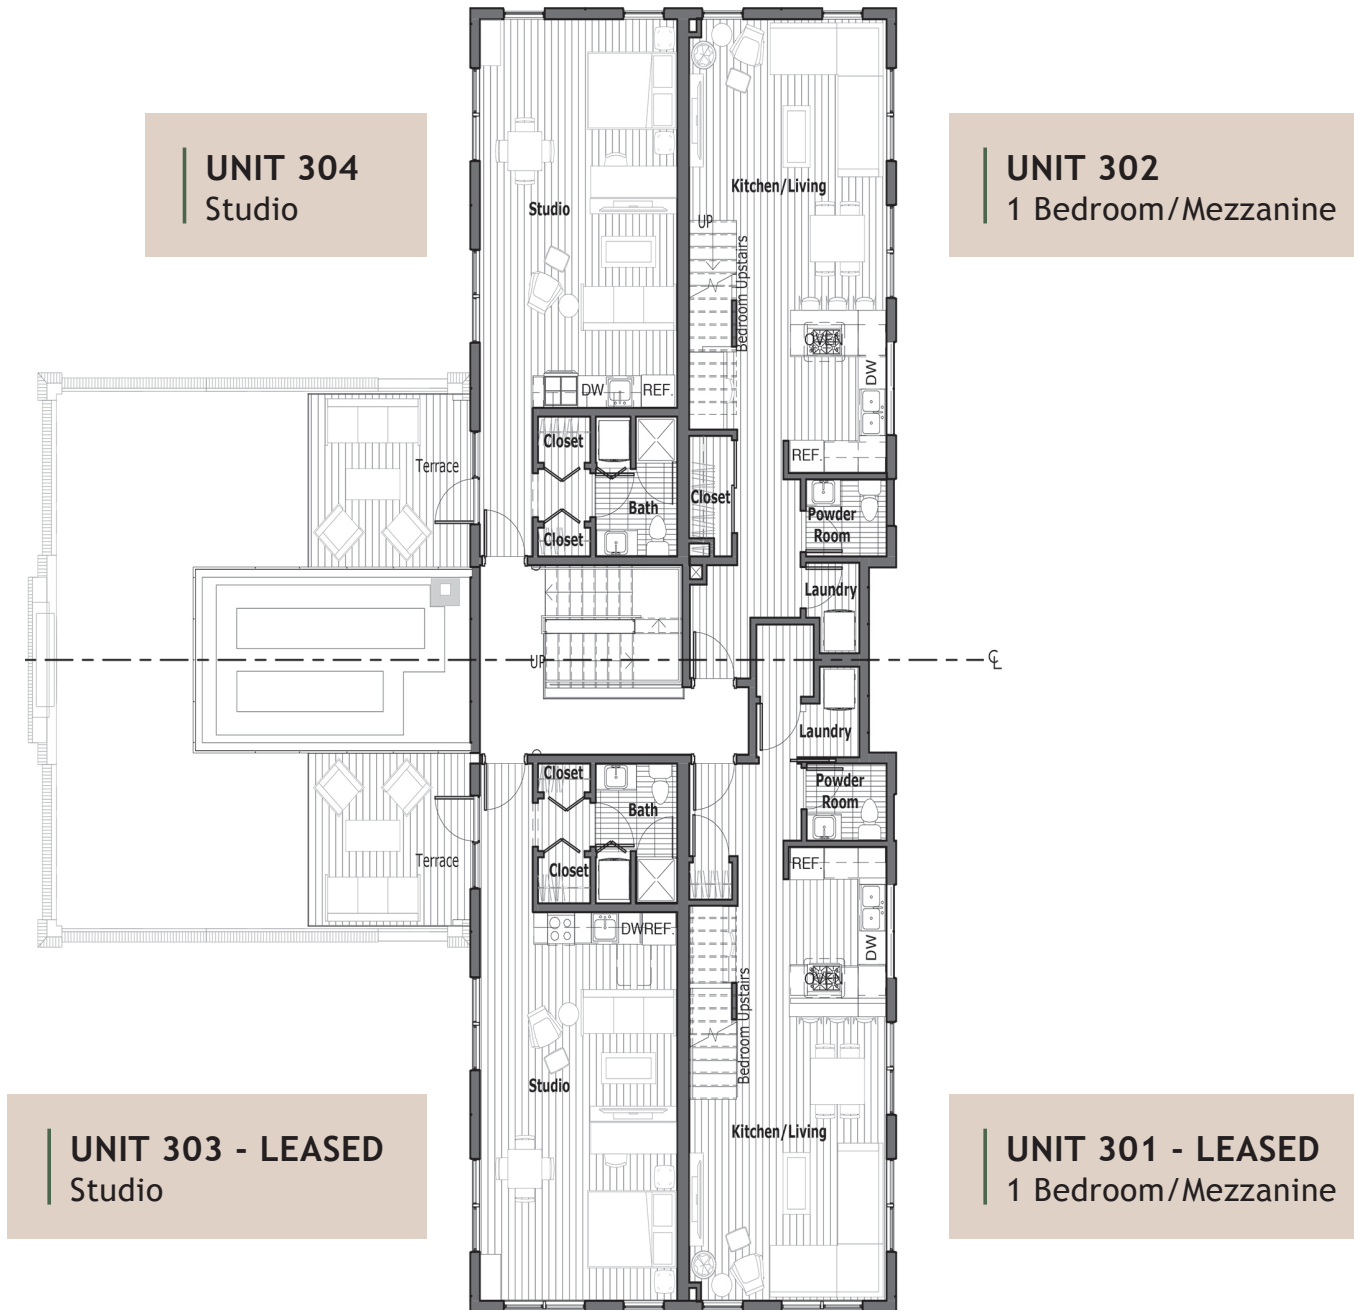 UNIT 304
Studio
UNIT 302
1 Bedroom/Mezzanine
Kitchen/Living
Studio
UP
Bedroom Upstairs
OVEN
DW
DW
REF.
Closet
REF.
Terrace
Closet
Bath
Powder
Room
Closet
Laundry
UP
CL
Laundry
Closet
Powder
Room
Bath
Terrace
REF.
Closet
DW
REF.
DW
OVEN
Bedroom Upstairs
Studio
Kitchen/Living
UNIT 303 - LEASED
Studio
UNIT 301 - LEASED
1 Bedroom/Mezzanine